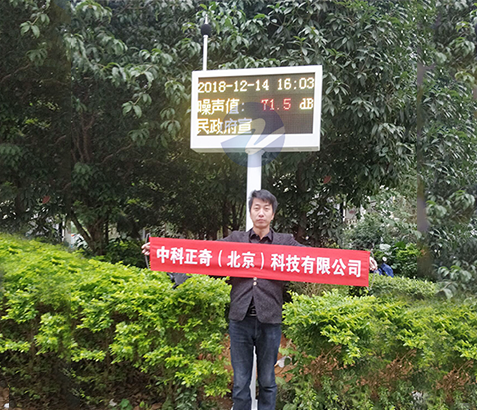 2018-12-14 16:03
噪声值: 71.5 dB
民政府宣
中科正奇（北京）科技有限公司